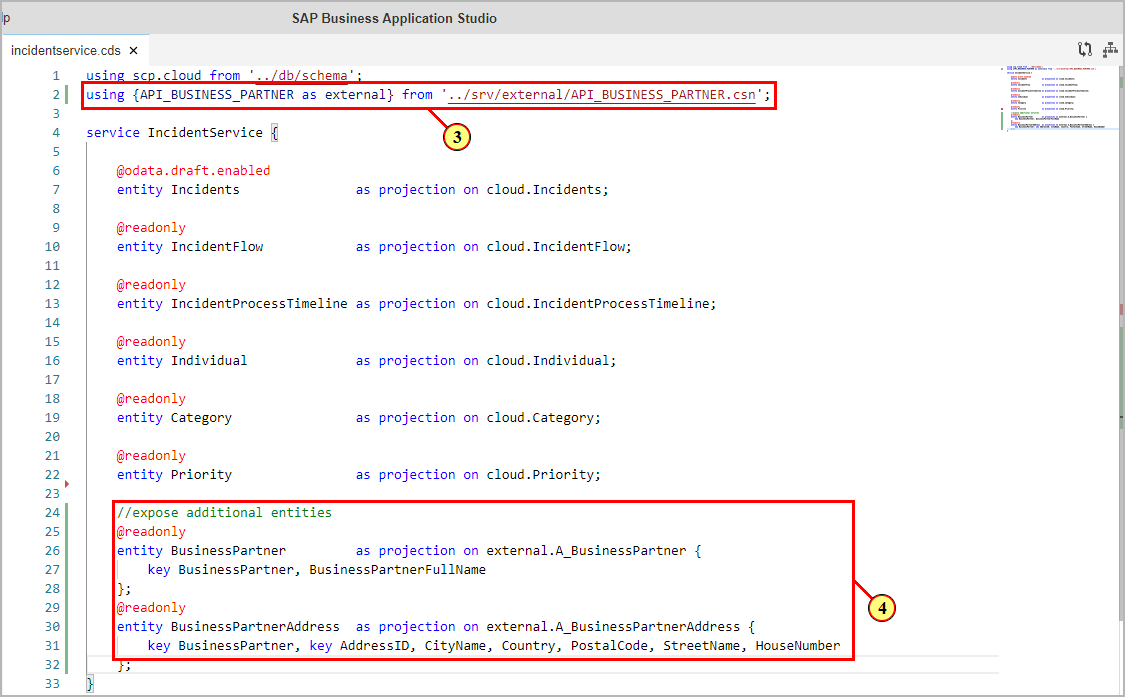 lp
SAP Business Application Studio
incidentservice.cds ×
1 using scp.cloud from '../db/schema';
2 using {API_BUSINESS_PARTNER as external} from '../srv/external/API_BUSINESS_PARTNER.csn';
3
3
4 service IncidentService {
5
6 @odata.draft.enabled
7 entity Incidents as projection on cloud.Incidents;
8
9 @readonly
10 entity IncidentFlow as projection on cloud.IncidentFlow;
11
12 @readonly
13 entity IncidentProcessTimeline as projection on cloud.IncidentProcessTimeline;
14
15 @readonly
16 entity Individual as projection on cloud.Individual;
17
18 @readonly
19 entity Category as projection on cloud.Category;
20
21 @readonly
22 entity Priority as projection on cloud.Priority;
23
24 //expose additional entities
25 @readonly
26 entity BusinessPartner as projection on external.A_BusinessPartner {
27 key BusinessPartner, BusinessPartnerFullName
28 };
29 @readonly
4
30 entity BusinessPartnerAddress as projection on external.A_BusinessPartnerAddress {
31 key BusinessPartner, key AddressID, CityName, Country, PostalCode, StreetName, HouseNumber
32 };
33 }